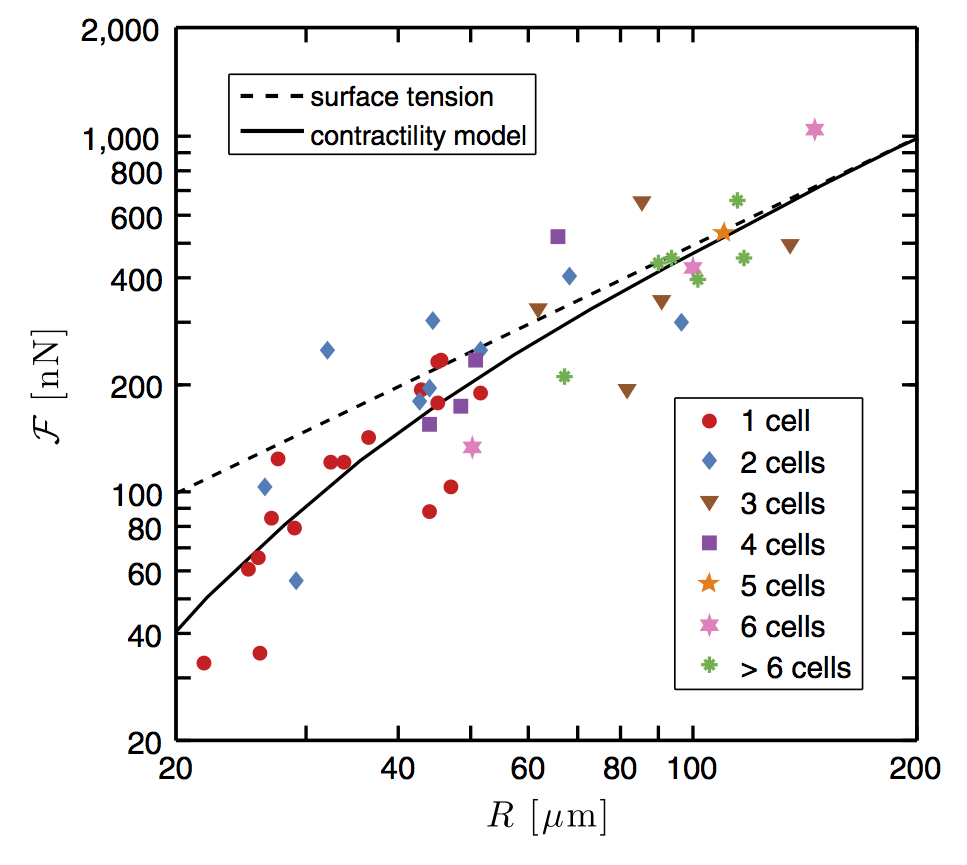 2,000
1,000
800
600
400
200
100
80
60
40
20
ℱ [nN]
surface tension
contractility model
1 cell
2 cells
3 cells
4 cells
5 cells
6 cells
> 6 cells
20 40 60 80 100 200
R [μm]